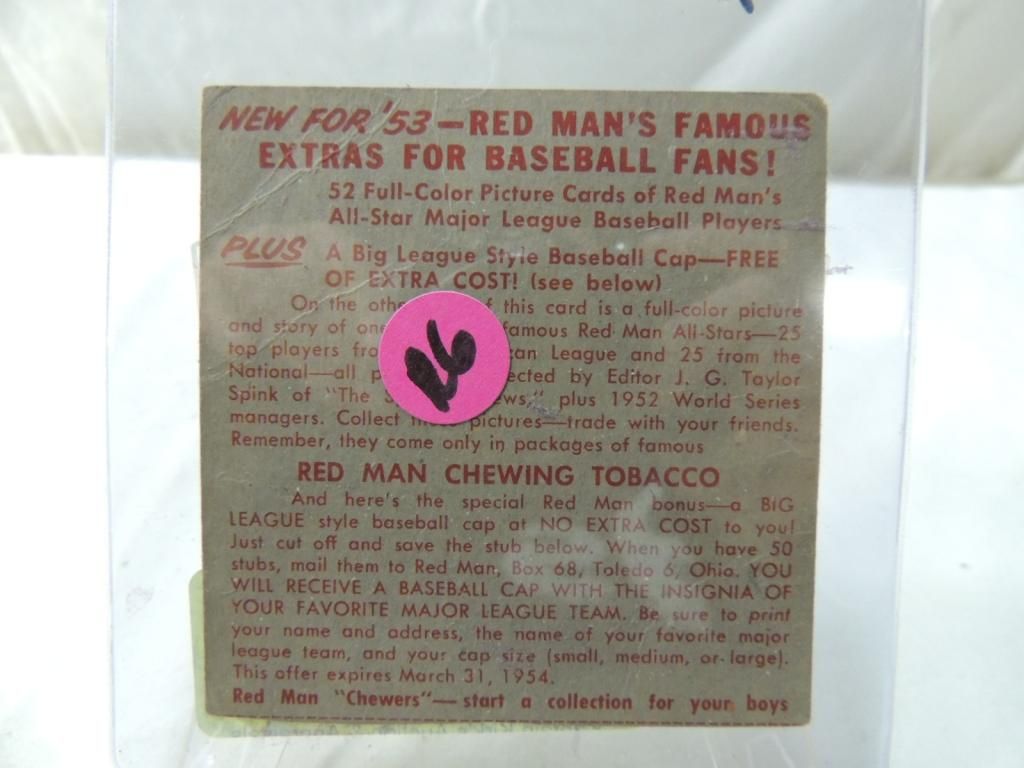 NEW FOR '53—RED MAN'S FAMOUS
EXTRAS FOR BASEBALL FANS!
52 Full-Color Picture Cards of Red Man's
All-Star Major League Baseball Players
PLUS A Big League Style Baseball Cap—FREE
OF EXTRA COST! (see below)
On the of this card is a full-color picture
and story of one famous Red Man All-Stars—25
top players League and 25 from the
National—all by Editor J. G. Taylor
Spink of "The plus 1952 World Series
managers. Collect pictures—trade with your friends.
Remember, they come only in packages of famous
RED MAN CHEWING TOBACCO
And here's the special Red Man bonus—a BIG
LEAGUE style baseball cap at NO EXTRA COST to you!
Just cut off and save the stub below. When you have 50
stubs, mail them to Red Man, Box 68, Toledo 6, Ohio. YOU
WILL RECEIVE A BASEBALL CAP WITH THE INSIGNIA OF
YOUR FAVORITE MAJOR LEAGUE TEAM. Be sure to print
your name and address, the name of your favorite major
league team, and your cap size (small, medium, or large).
This offer expires March 31, 1954.
Red Man "Chewers"—start a collection for your boys